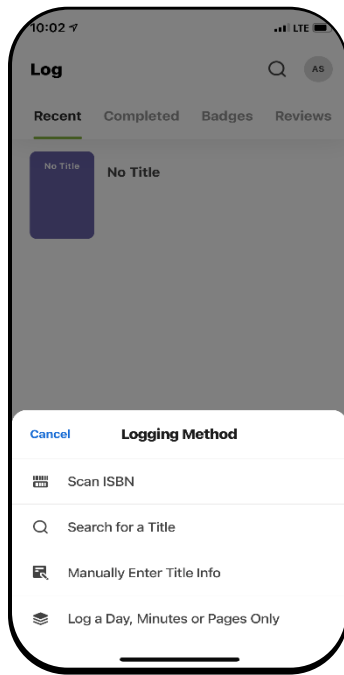 10:02 LTE
Log AS
Recent Completed Badges Reviews
No Title
No Title
Cancel Logging Method
Scan ISBN
Search for a Title
Manually Enter Title Info
Log a Day, Minutes or Pages Only